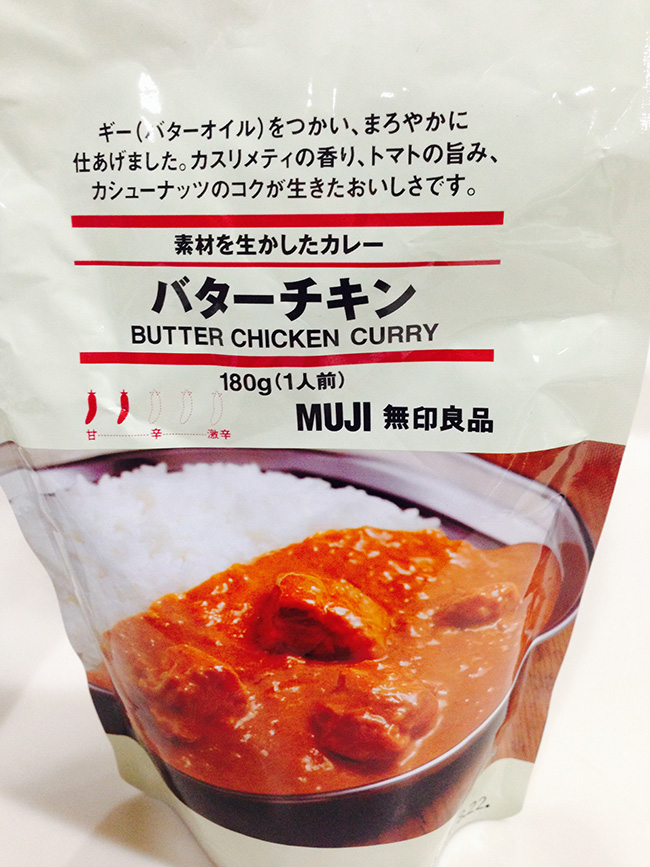 ギー(バターオイル)をつかい、まろやかに
仕あげました。カスリメティの香り、トマトの旨み、
カシューナッツのコクが生きたおいしさです。
素材を生かしたカレー
バターチキン
BUTTER CHICKEN CURRY
180g(1人前)
甘 辛 激辛
MUJI 無印良品